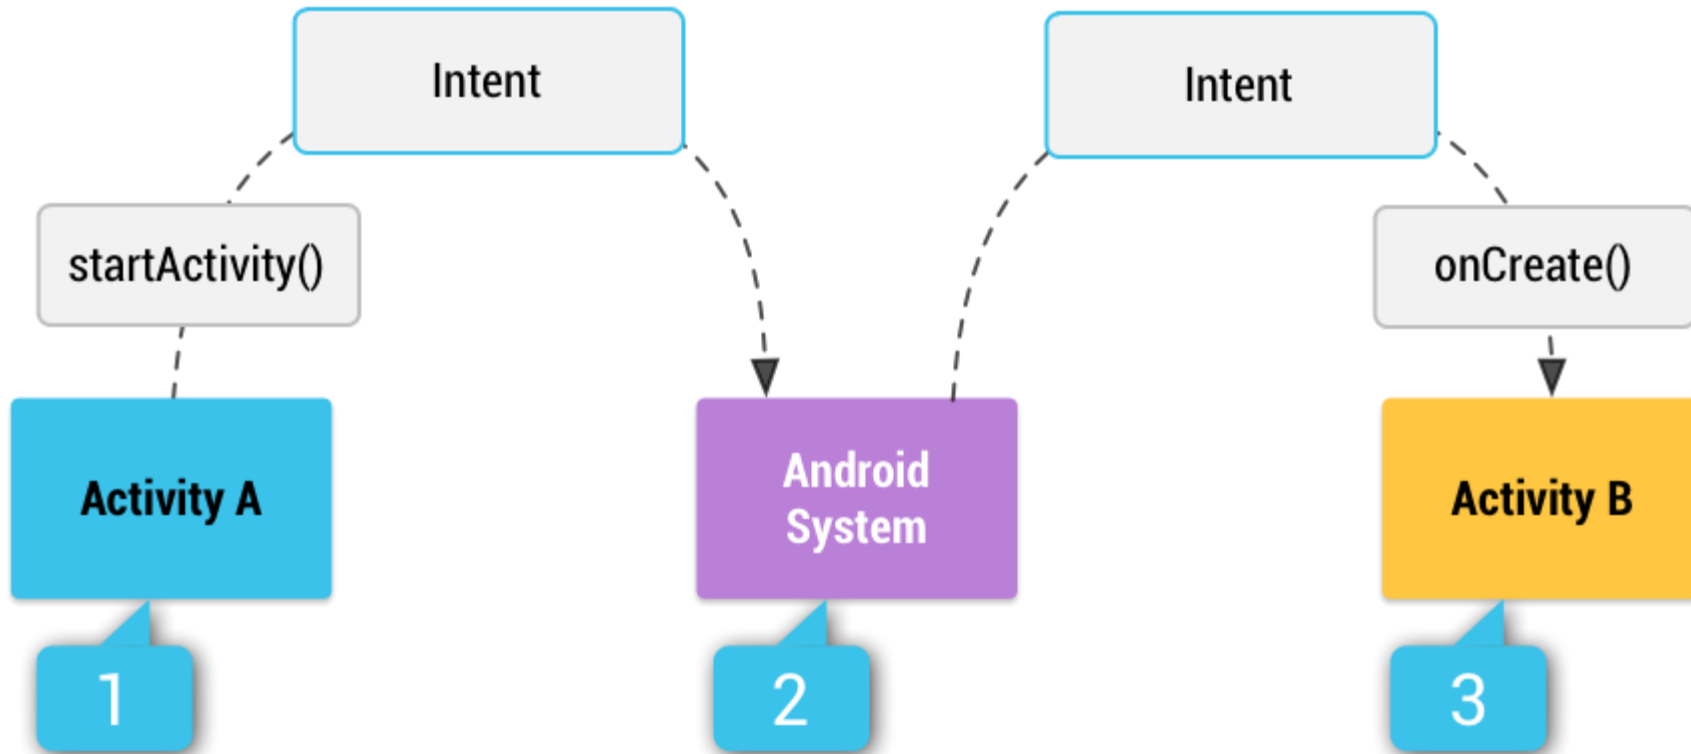 Intent
Intent
startActivity()
onCreate()
Activity A
Android
System
Activity B
1
2
3